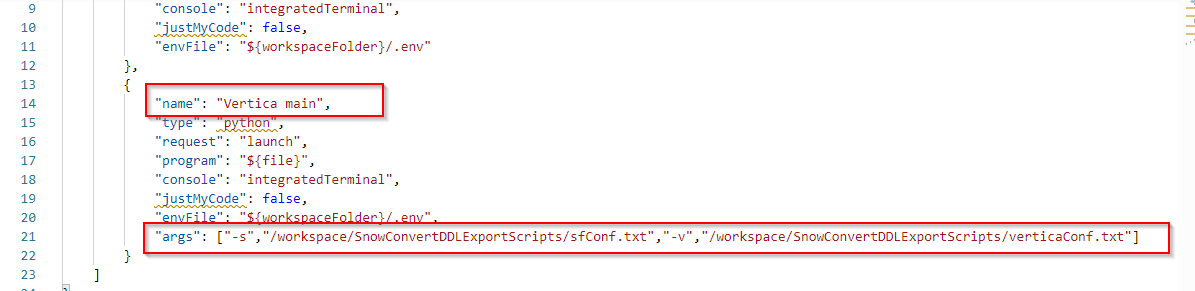 9 "console": "integratedTerminal",
10 "justMyCode": false,
11 "envFile": "${workspaceFolder}/.env"
12 },
13 {
14 "name": "Vertica main",
15 "type": "python",
16 "request": "launch",
17 "program": "${file}",
18 "console": "integratedTerminal",
19 "justMyCode": false,
20 "envFile": "${workspaceFolder}/.env",
21 "args": ["-s","/workspace/SnowConvertDDLExportScripts/sfConf.txt","-v","/workspace/SnowConvertDDLExportScripts/verticaConf.txt"]
22 }
23 ]
24 }